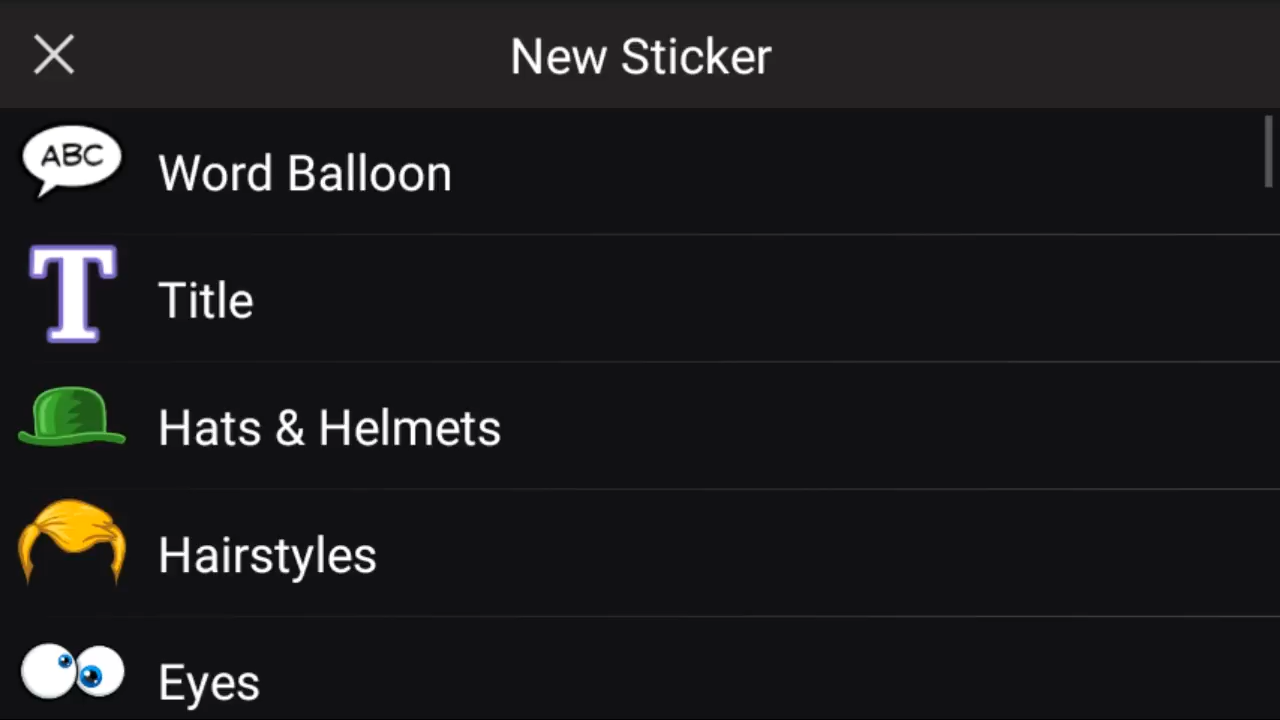 New Sticker
ABC
Word Balloon
T
Title
Hats & Helmets
Hairstyles
Eyes